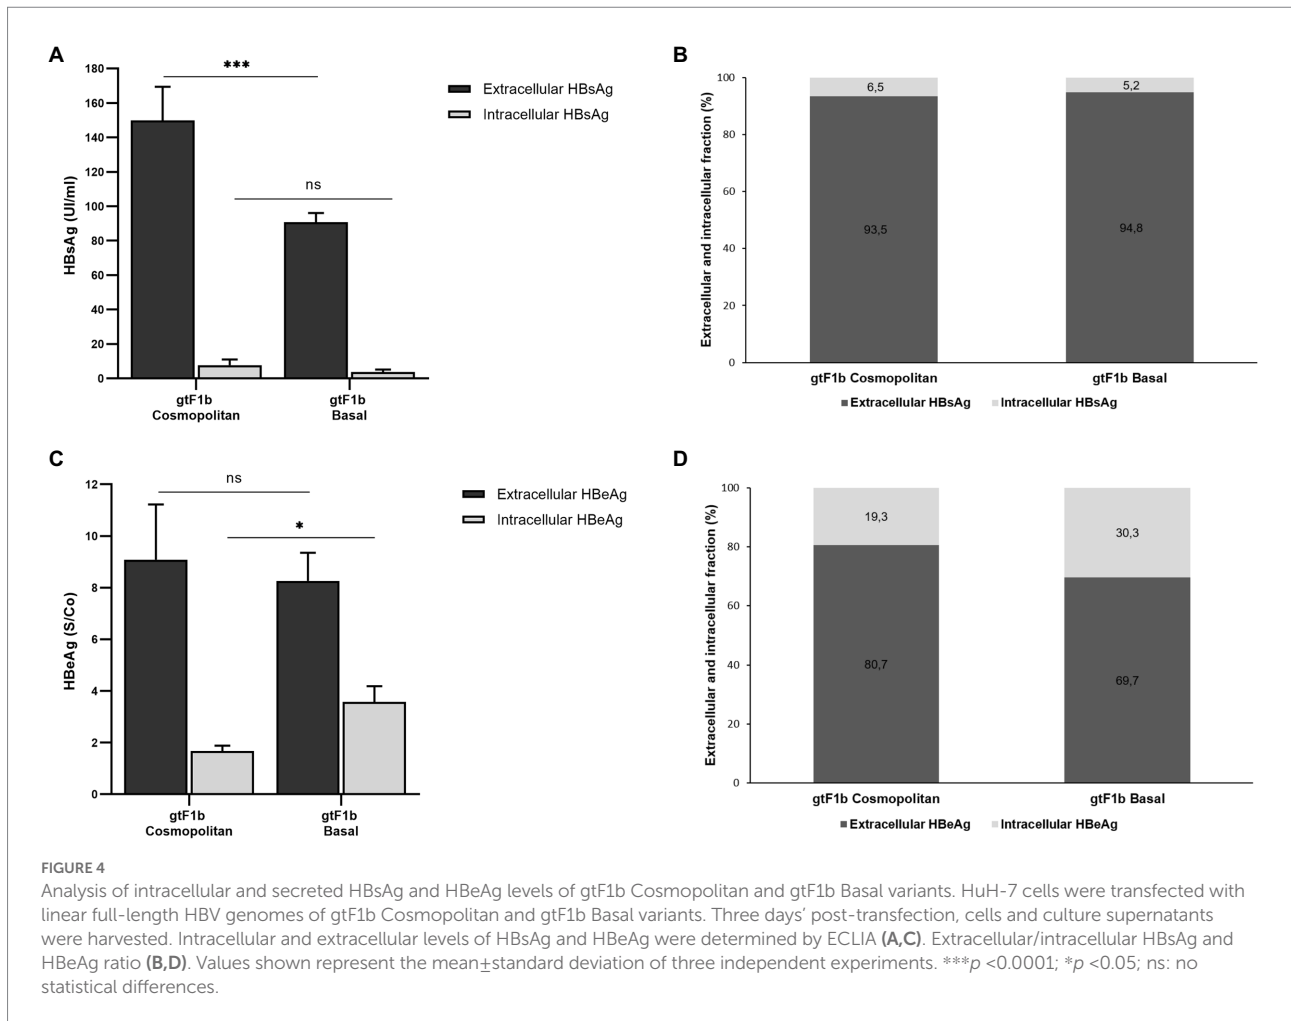 A
HBsAg (UI/ml)
180
160
140
120
100
80
60
40
20
0
***
ns
Extracellular HBsAg
Intracellular HBsAg
gtF1b
Cosmopolitan
gtF1b
Basal
B
Extracellular and intracellular fraction (%)
100
80
60
40
20
0
6,5
93,5
5,2
94,8
gtF1b Cosmopolitan
gtF1b Basal
Extracellular HBsAg
Intracellular HBsAg
C
HBeAg (S/Co)
12
10
8
6
4
2
0
ns
*
Extracellular HBeAg
Intracellular HBeAg
gtF1b
Cosmopolitan
gtF1b
Basal
D
Extracellular and intracellular fraction (%)
100
80
60
40
20
0
19,3
80,7
30,3
69,7
gtF1b Cosmopolitan
gtF1b Basal
Extracellular HBeAg
Intracellular HBeAg
FIGURE 4
Analysis of intracellular and secreted HBsAg and HBeAg levels of gtF1b Cosmopolitan and gtF1b Basal variants. HuH-7 cells were transfected with
linear full-length HBV genomes of gtF1b Cosmopolitan and gtF1b Basal variants. Three days’ post-transfection, cells and culture supernatants
were harvested. Intracellular and extracellular levels of HBsAg and HBeAg were determined by ECLIA (A,C). Extracellular/intracellular HBsAg and
HBeAg ratio (B,D). Values shown represent the mean±standard deviation of three independent experiments. ***p <0.0001; *p <0.05; ns: no
statistical differences.